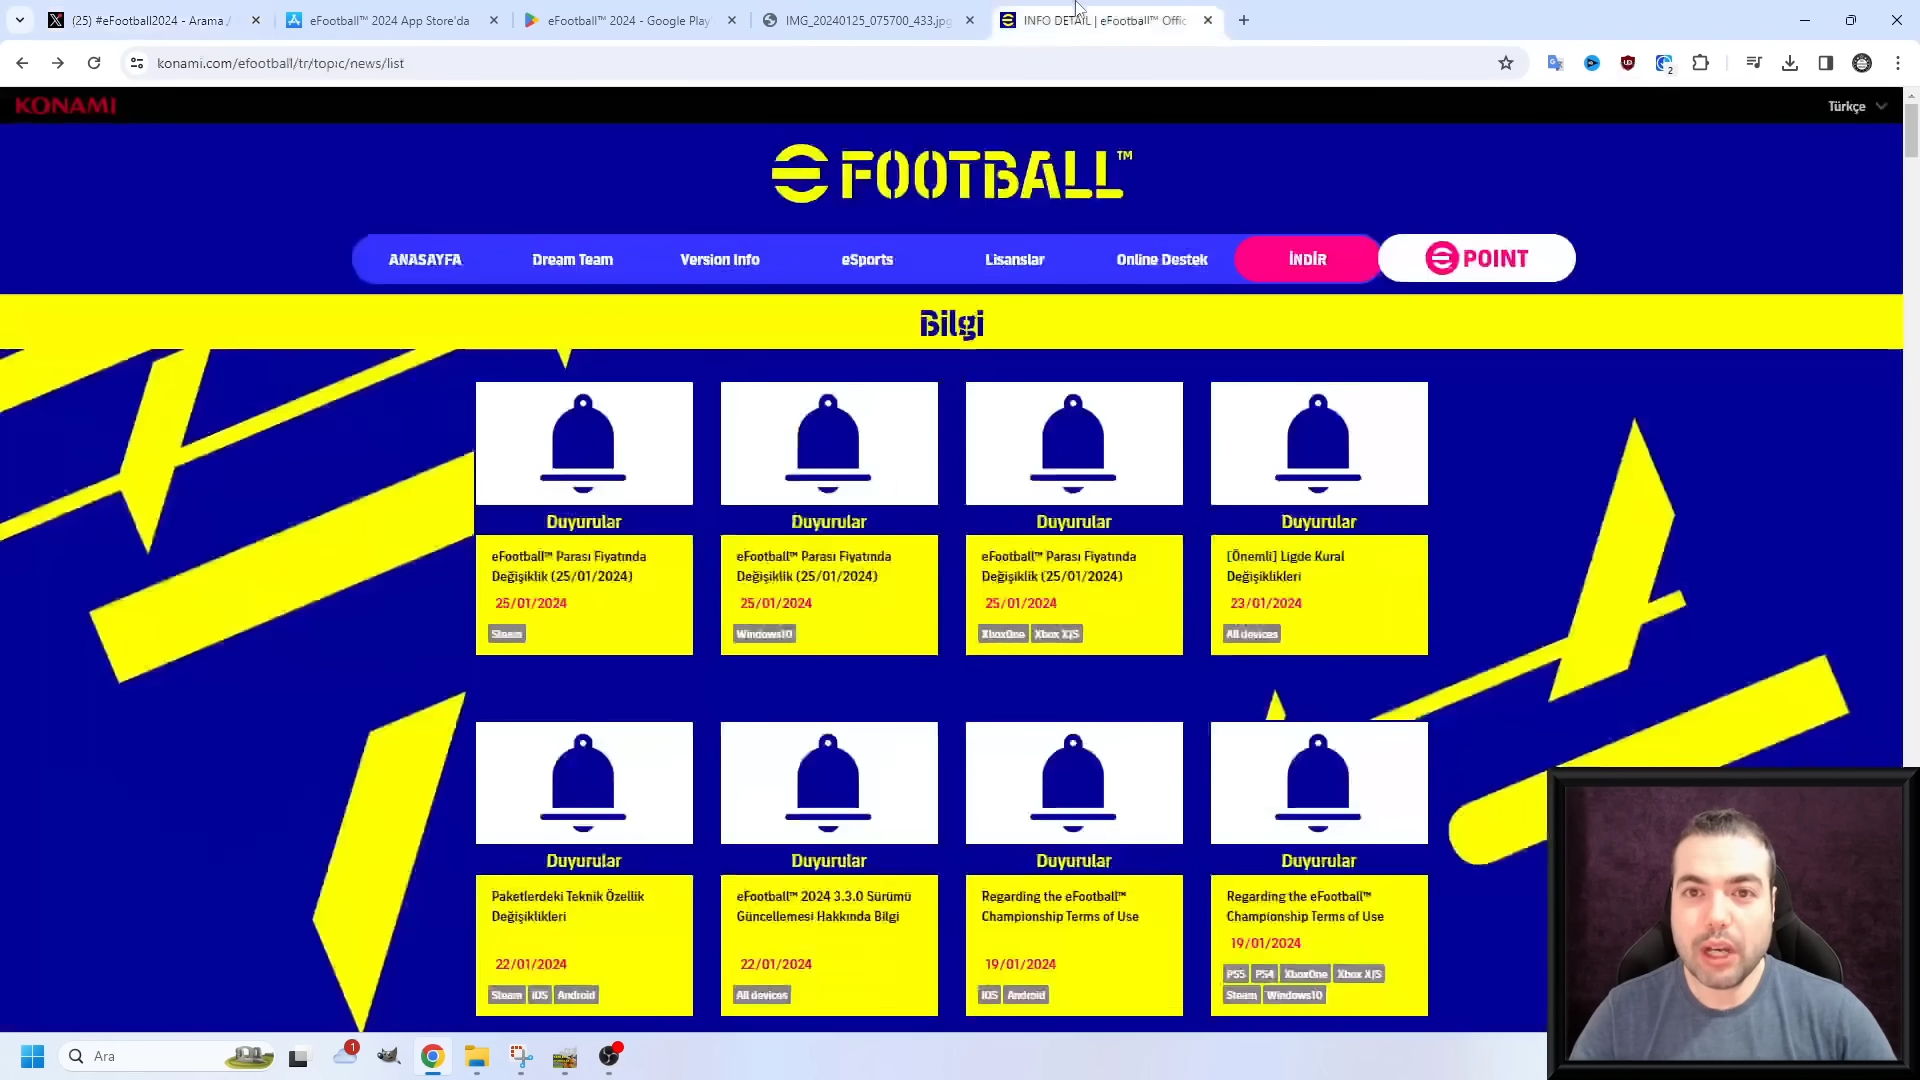 (25) #eFootball2024 - Arama /
eFootball™ 2024 App Store'da
eFootball™ 2024 - Google Play
IMG_20240125_075700_433.jpg
INFO DETAIL | eFootball™ Offic
konami.com/efootball/tr/topic/news/list
2
KONAMI
Türkçe
FOOTBALL™
ANASAYFA
Dream Team
Version Info
eSports
Lisanslar
Online Destek
İNDİR
POINT
Bilgi
Duyurular
eFootball™ Parası Fiyatında
Değişiklik (25/01/2024)
25/01/2024
Steam
Duyurular
eFootball™ Parası Fiyatında
Değişiklik (25/01/2024)
25/01/2024
Windows10
Duyurular
eFootball™ Parası Fiyatında
Değişiklik (25/01/2024)
25/01/2024
XboxOne Xbox X|S
Duyurular
[Önemli] Ligde Kural
Değişiklikleri
23/01/2024
All devices
Duyurular
Paketlerdeki Teknik Özellik
Değişiklikleri
22/01/2024
Steam iOS Android
Duyurular
eFootball™ 2024 3.3.0 Sürümü
Güncellemesi Hakkında Bilgi
22/01/2024
All devices
Duyurular
Regarding the eFootball™
Championship Terms of Use
19/01/2024
iOS Android
Duyurular
Regarding the eFootball™
Championship Terms of Use
19/01/2024
PS5 PS4 XboxOne Xbox X|S
Steam Windows10
Ara
1